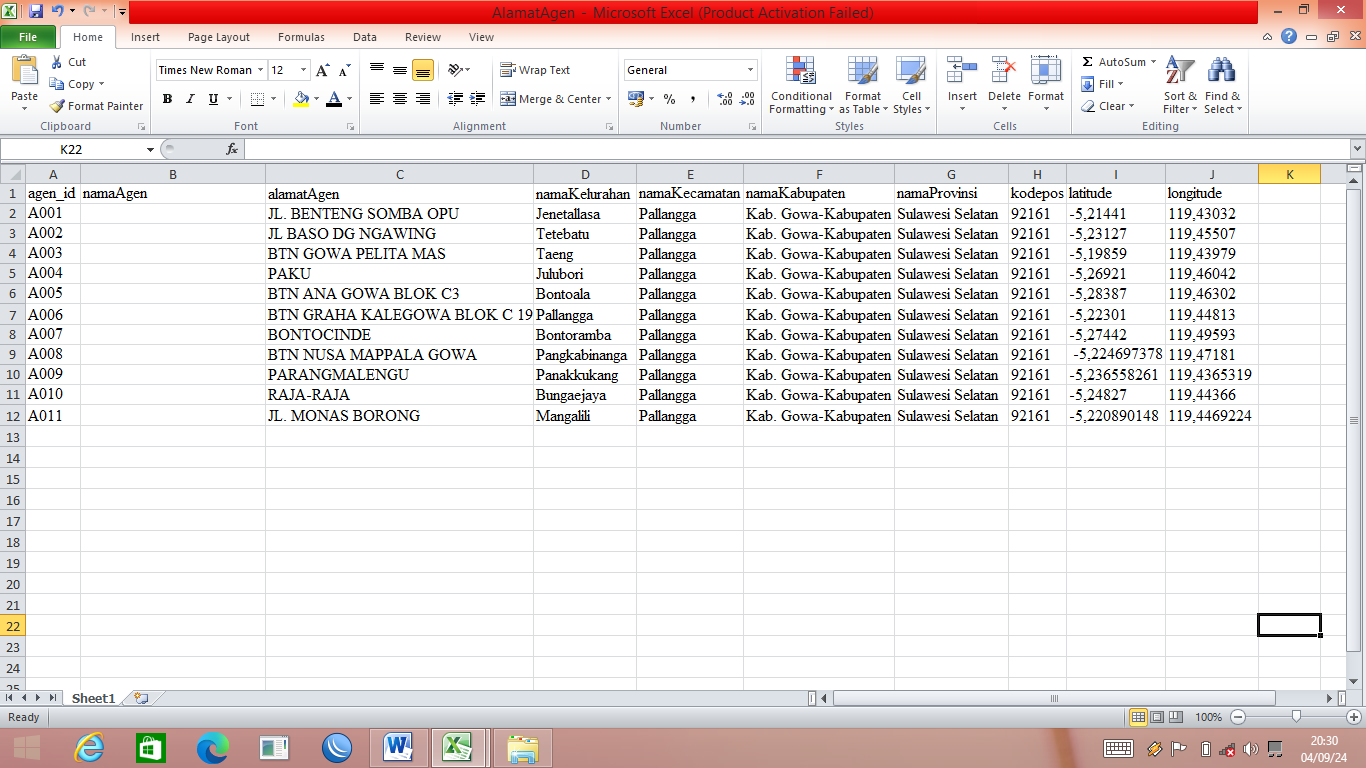 AlamatAgen - Microsoft Excel (Product Activation Failed)
File Home Insert Page Layout Formulas Data Review View
Paste Cut Copy Format Painter Clipboard
Times New Roman 12 B I U Font
Wrap Text Merge & Center Alignment
General % , Number
Conditional Formatting Format as Table Cell Styles Styles
Insert Delete Format Cells
AutoSum Fill Clear Sort & Filter Find & Select Editing
K22 fx
A B C D E F G H I J K
1 agen_id namaAgen alamatAgen namaKelurahan namaKecamatan namaKabupaten namaProvinsi kodepos latitude longitude
2 A001 JL. BENTENG SOMBA OPU Jenetallasa Pallangga Kab. Gowa-Kabupaten Sulawesi Selatan 92161 -5,21441 119,43032
3 A002 JL BASO DG NGAWING Tetebatu Pallangga Kab. Gowa-Kabupaten Sulawesi Selatan 92161 -5,23127 119,45507
4 A003 BTN GOWA PELITA MAS Taeng Pallangga Kab. Gowa-Kabupaten Sulawesi Selatan 92161 -5,19859 119,43979
5 A004 PAKU Julubori Pallangga Kab. Gowa-Kabupaten Sulawesi Selatan 92161 -5,26921 119,46042
6 A005 BTN ANA GOWA BLOK C3 Bontoala Pallangga Kab. Gowa-Kabupaten Sulawesi Selatan 92161 -5,28387 119,46302
7 A006 BTN GRAHA KALEGOWA BLOK C 19 Pallangga Pallangga Kab. Gowa-Kabupaten Sulawesi Selatan 92161 -5,22301 119,44813
8 A007 BONTOCINDE Bontoramba Pallangga Kab. Gowa-Kabupaten Sulawesi Selatan 92161 -5,27442 119,49593
9 A008 BTN NUSA MAPPALA GOWA Pangkabinanga Pallangga Kab. Gowa-Kabupaten Sulawesi Selatan 92161 -5,224697378 119,47181
10 A009 PARANGMALENGU Panakkukang Pallangga Kab. Gowa-Kabupaten Sulawesi Selatan 92161 -5,236558261 119,4365319
11 A010 RAJA-RAJA Bungaejaya Pallangga Kab. Gowa-Kabupaten Sulawesi Selatan 92161 -5,24827 119,44366
12 A011 JL. MONAS BORONG Mangalili Pallangga Kab. Gowa-Kabupaten Sulawesi Selatan 92161 -5,220890148 119,4469224
13
14
15
16
17
18
19
20
21
22
23
24
25
Sheet1
Ready 100%
20:30
04/09/24